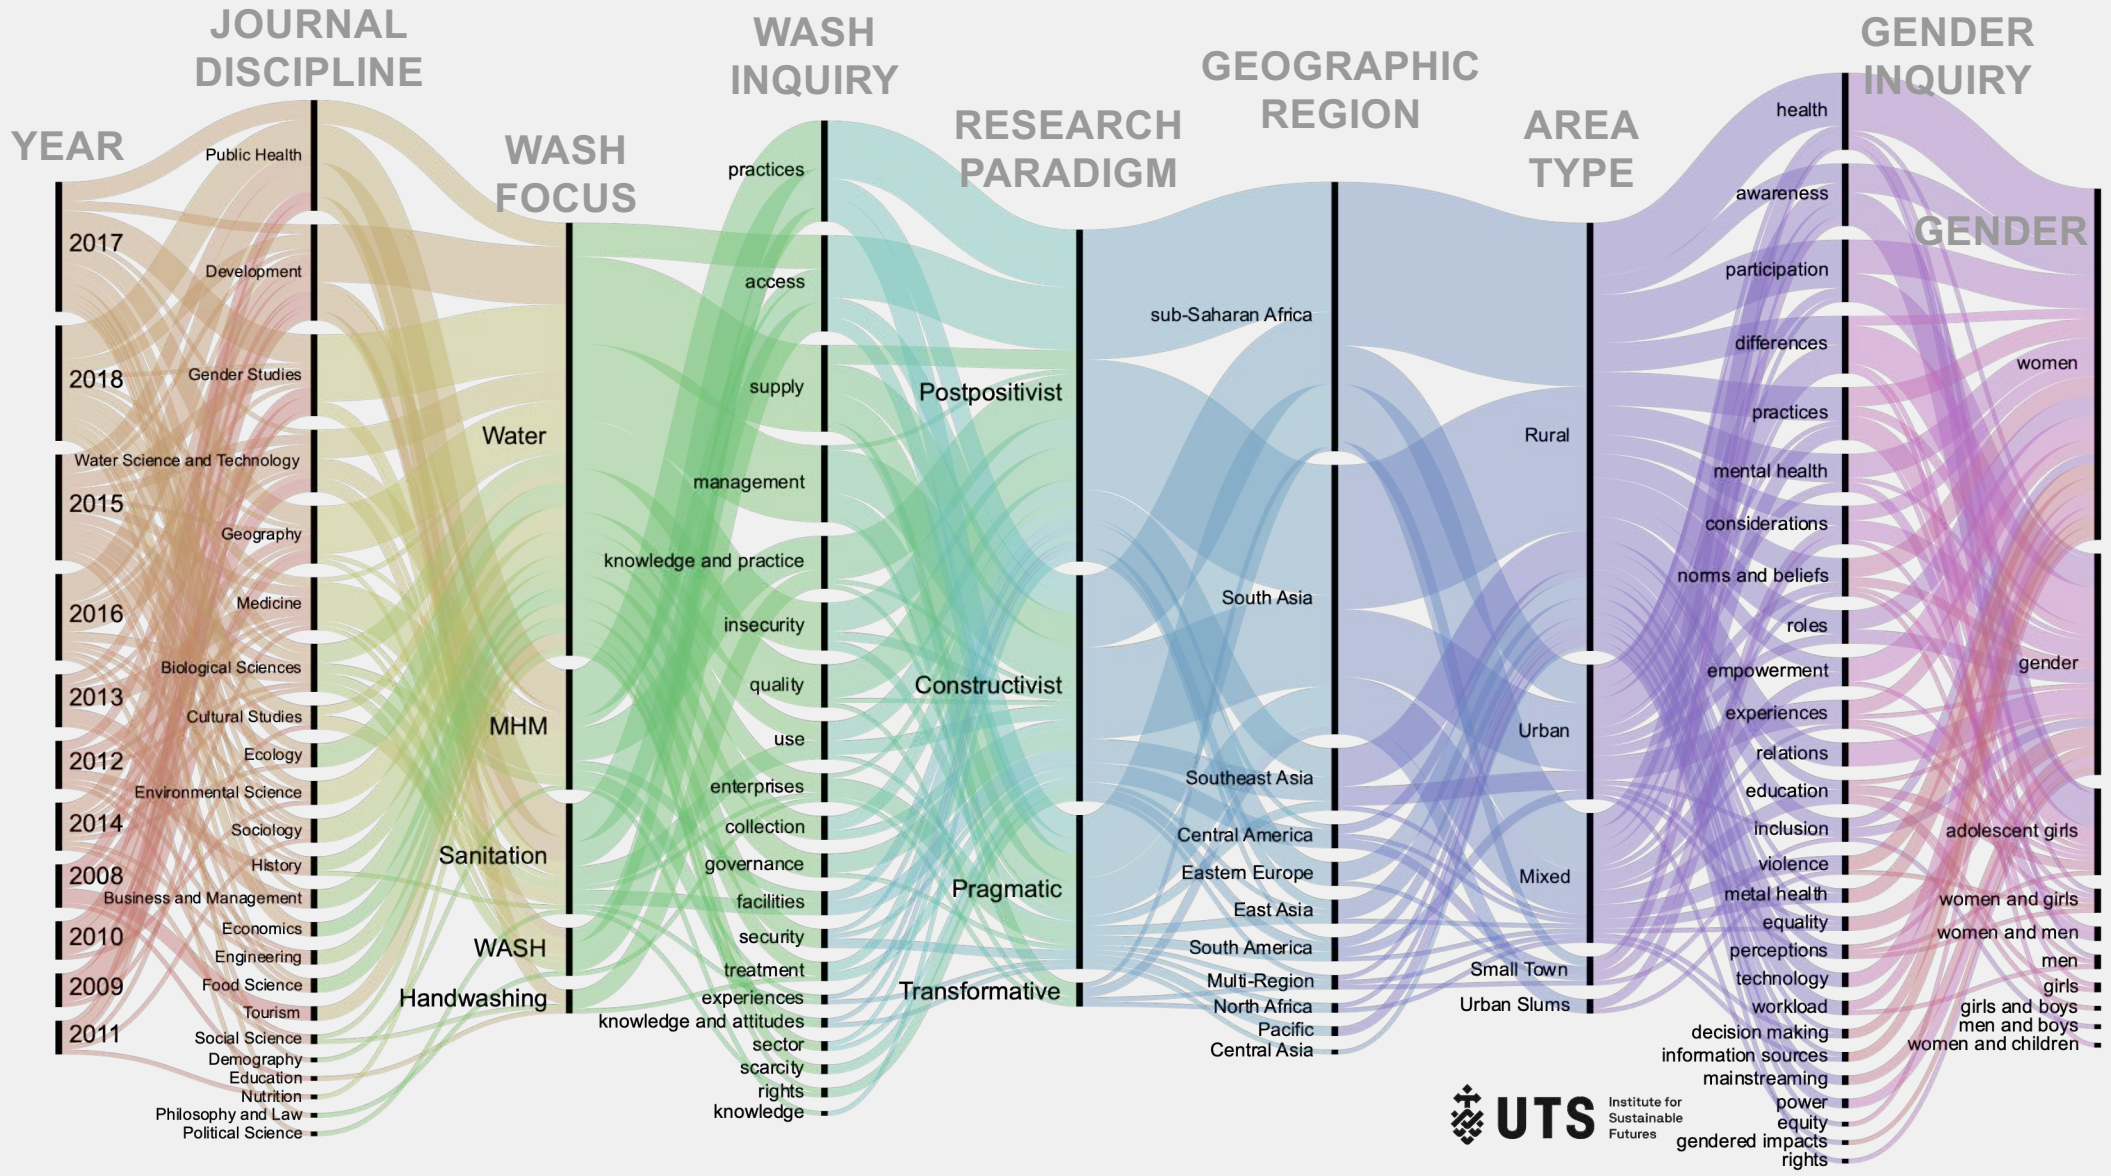 JOURNAL
DISCIPLINE
WASH
INQUIRY
GENDER
INQUIRY
GEOGRAPHIC
REGION
YEAR
WASH
FOCUS
RESEARCH
PARADIGM
AREA
TYPE
GENDER
2017
2018
2015
2016
2013
2012
2014
2008
2010
2009
2011
Public Health
Development
Gender Studies
Water Science and Technology
Geography
Medicine
Biological Sciences
Cultural Studies
Ecology
Environmental Science
Sociology
History
Business and Management
Economics
Engineering
Food Science
Tourism
Social Science
Demography
Education
Nutrition
Philosophy and Law
Political Science
Water
MHM
Sanitation
WASH
Handwashing
practices
access
supply
management
knowledge and practice
insecurity
quality
use
enterprises
collection
governance
facilities
security
treatment
experiences
knowledge and attitudes
sector
scarcity
rights
knowledge
Postpositivist
Constructivist
Pragmatic
Transformative
sub-Saharan Africa
South Asia
Southeast Asia
Central America
Eastern Europe
East Asia
South America
Multi-Region
North Africa
Pacific
Central Asia
Rural
Urban
Mixed
Small Town
Urban Slums
health
awareness
participation
differences
practices
mental health
considerations
norms and beliefs
roles
empowerment
experiences
relations
education
inclusion
violence
metal health
equality
perceptions
technology
workload
decision making
information sources
mainstreaming
power
equity
gendered impacts
rights
women
gender
adolescent girls
women and girls
women and men
men
girls
girls and boys
men and boys
women and children
UTS
Institute for
Sustainable
Futures